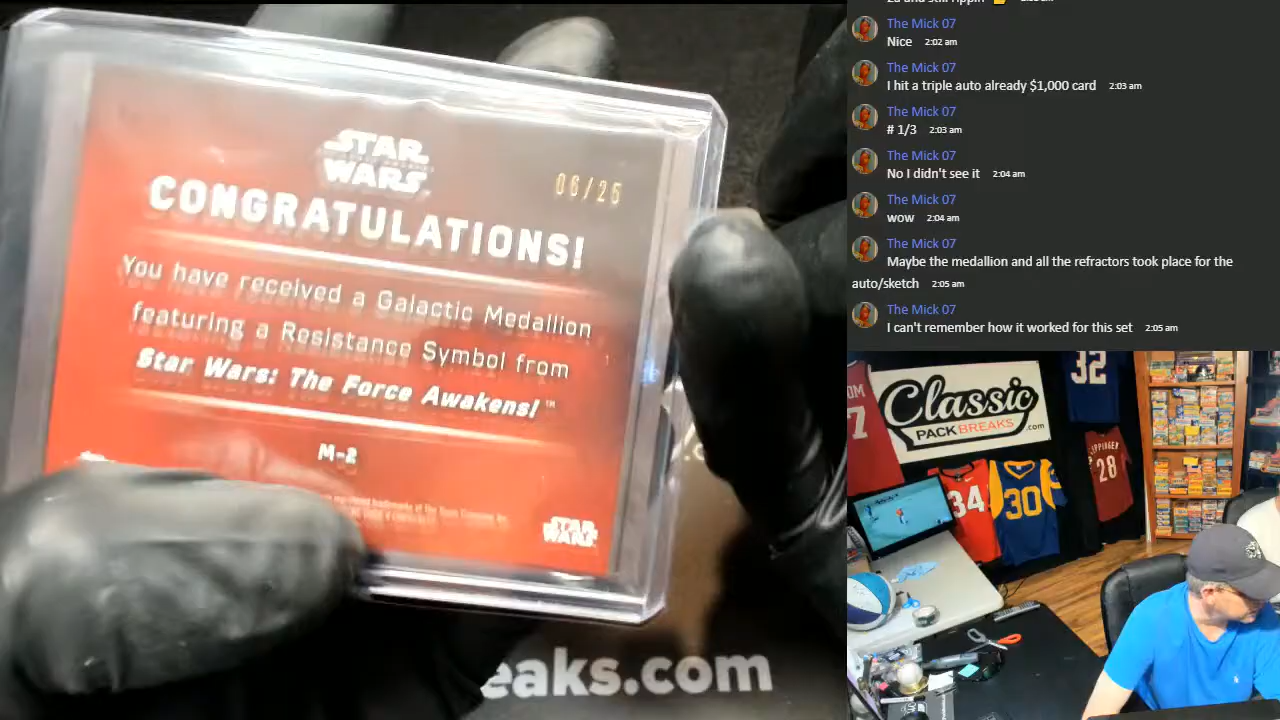 STAR
WARS
06/25
CONGRATULATIONS!
You have received a Galactic Medallion
featuring a Resistance Symbol from
Star Wars: The Force Awakens!™
M-2
STAR
WARS
eaks.com
The Mick 07
Nice 2:02 am
The Mick 07
I hit a triple auto already $1,000 card 2:03 am
The Mick 07
# 1/3 2:03 am
The Mick 07
No I didn't see it 2:04 am
The Mick 07
wow 2:04 am
The Mick 07
Maybe the medallion and all the refractors took place for the
auto/sketch 2:05 am
The Mick 07
I can't remember how it worked for this set 2:05 am
Classic
PACK BREAKS.com
32
7
34
30
28